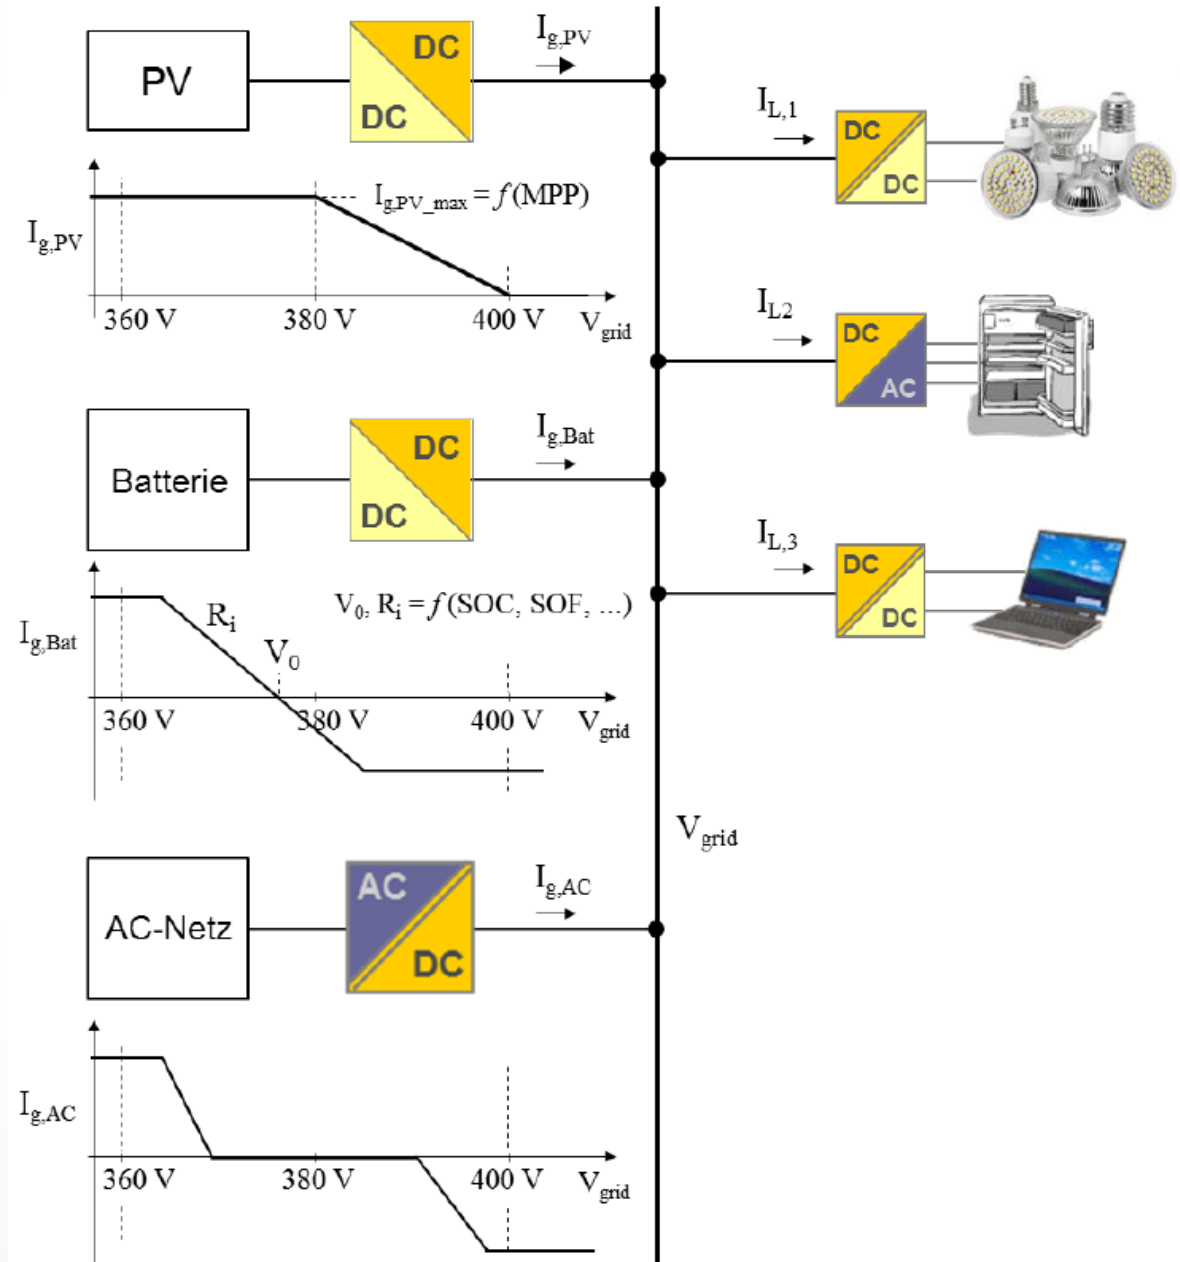 PV
DC
DC
I_g,PV
I_g,PV
I_g,PV_max = f(MPP)
360 V
380 V
400 V
V_grid
I_L,1
DC
DC
I_L2
DC
AC
Batterie
DC
DC
I_g,Bat
I_g,Bat
R_i
V_0
V_0, R_i = f(SOC, SOF, ...)
360 V
380 V
400 V
V_grid
I_L,3
DC
DC
V_grid
AC-Netz
AC
DC
I_g,AC
I_g,AC
360 V
380 V
400 V
V_grid